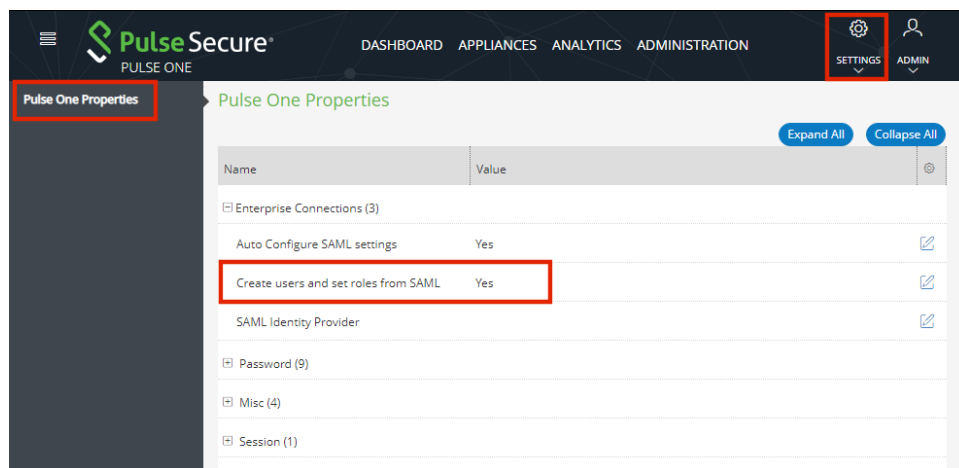 Pulse Secure®
PULSE ONE
DASHBOARD APPLIANCES ANALYTICS ADMINISTRATION
SETTINGS
ADMIN
Pulse One Properties
Pulse One Properties
Expand All
Collapse All
Name Value
Enterprise Connections (3)
Auto Configure SAML settings Yes
Create users and set roles from SAML Yes
SAML Identity Provider
Password (9)
Misc (4)
Session (1)